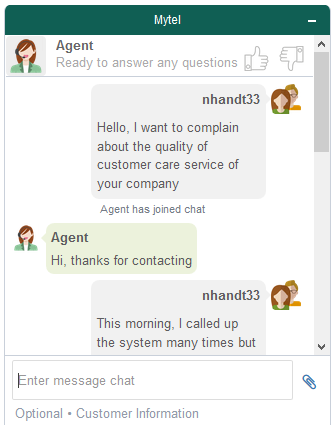 Mytel
Agent
Ready to answer any questions
nhandt33
Hello, I want to complain
about the quality of
customer care service of
your company
Agent has joined chat
Agent
Hi, thanks for contacting
nhandt33
This morning, I called up
the system many times but
Enter message chat
Optional • Customer Information